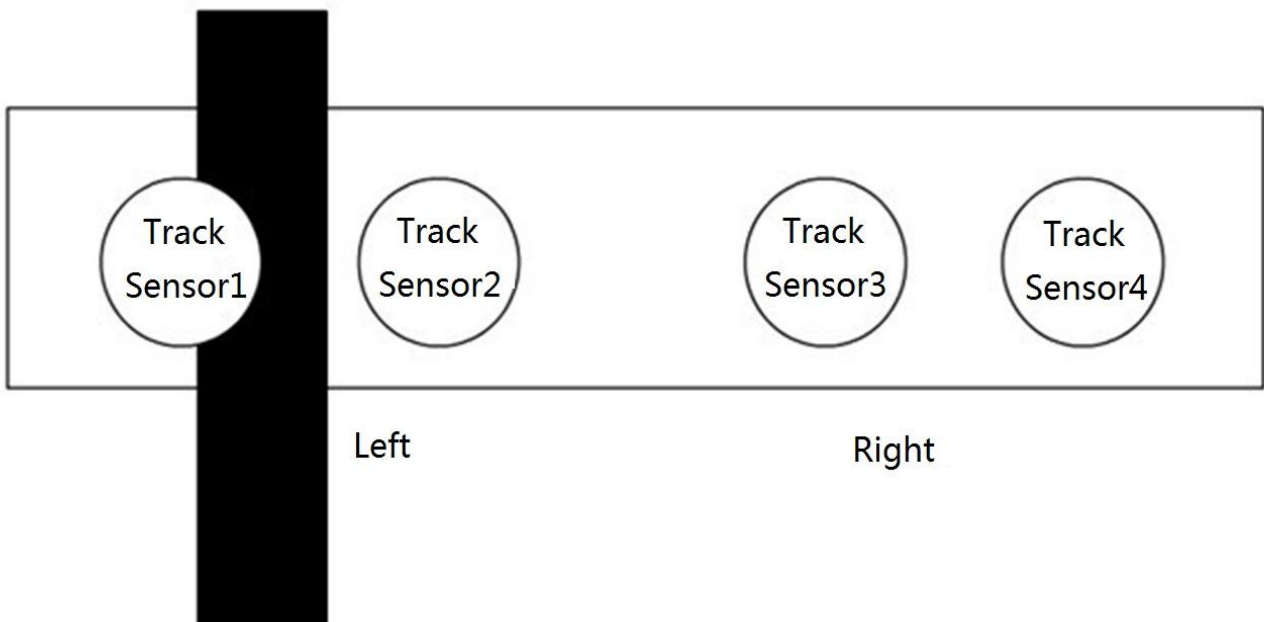 Track
Sensor1
Track
Sensor2
Track
Sensor3
Track
Sensor4
Left
Right